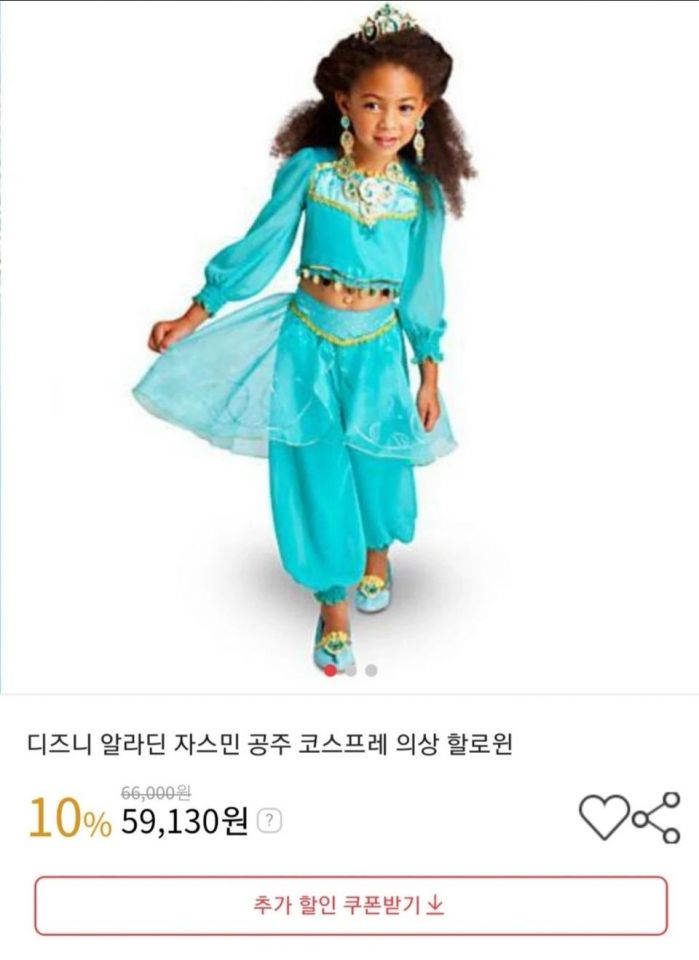 디즈니 알라딘 자스민 공주 코스프레 의상 할로윈
66,000원
10% 59,130원 ?
추가 할인 쿠폰받기